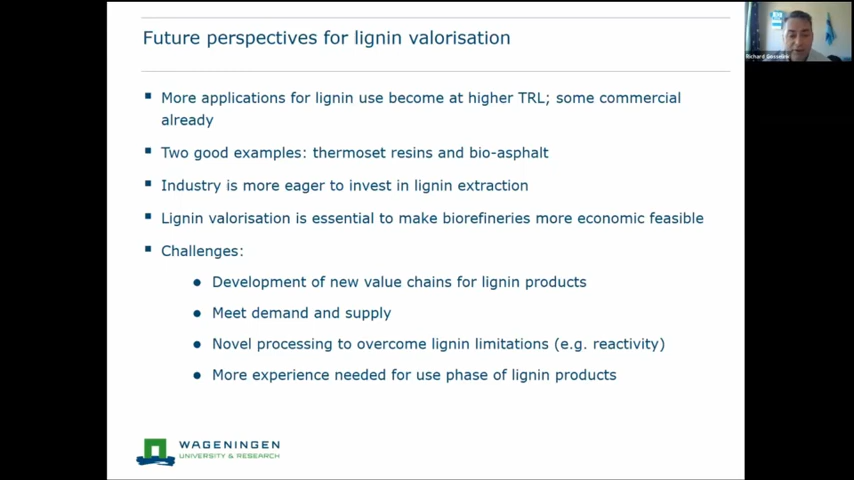 Future perspectives for lignin valorisation
Richard Gosselink
More applications for lignin use become at higher TRL; some commercial
already
Two good examples: thermoset resins and bio-asphalt
Industry is more eager to invest in lignin extraction
Lignin valorisation is essential to make biorefineries more economic feasible
Challenges:
Development of new value chains for lignin products
Meet demand and supply
Novel processing to overcome lignin limitations (e.g. reactivity)
More experience needed for use phase of lignin products
WAGENINGEN
UNIVERSITY & RESEARCH